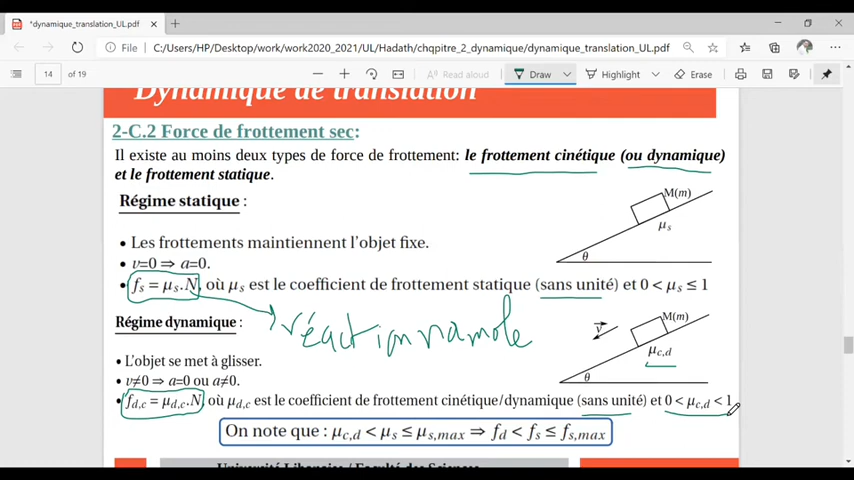 *dynamique_translation_UL.pdf
File C:/Users/HP/Desktop/work/work2020_2021/UL/Hadath/chqpitre_2_dynamique/dynamique_translation_UL.pdf
14 of 19
Read aloud Draw Highlight Erase
Dynamique de translation
2-C.2 Force de frottement sec:
Il existe au moins deux types de force de frottement: le frottement cinétique (ou dynamique)
et le frottement statique.
Régime statique :
M(m)
μs
θ
• Les frottements maintiennent l'objet fixe.
• v=0 ⇒ a=0.
• fs = μs.N, où μs est le coefficient de frottement statique (sans unité) et 0 < μs ≤ 1
réaction namole
Régime dynamique :
M(m)
v
μc,d
θ
• L'objet se met à glisser.
• v≠0 ⇒ a=0 ou a≠0.
• fd,c = μd,c.N, où μd,c est le coefficient de frottement cinétique/dynamique (sans unité) et 0 < μc,d < 1
On note que : μc,d < μs ≤ μs,max ⇒ fd < fs ≤ fs,max
Université Libanaise / Faculté des Sciences